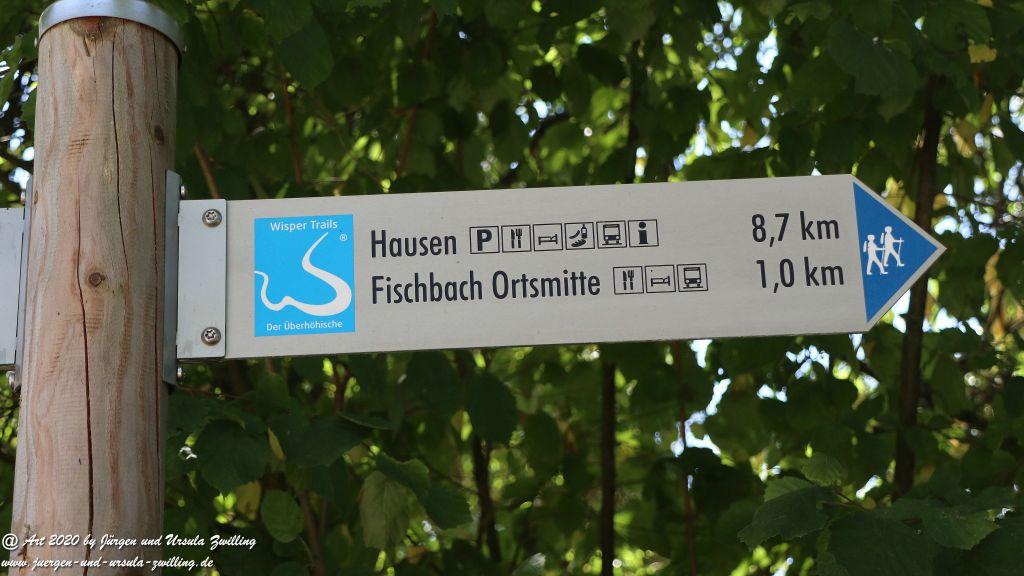 Wisper Trails
®
Der Überhöhische
Hausen P i 8,7 km
Fischbach Ortsmitte 1,0 km
@ Art 2020 by Jürgen und Ursula Zwilling
www.juergen-und-ursula-zwilling.de